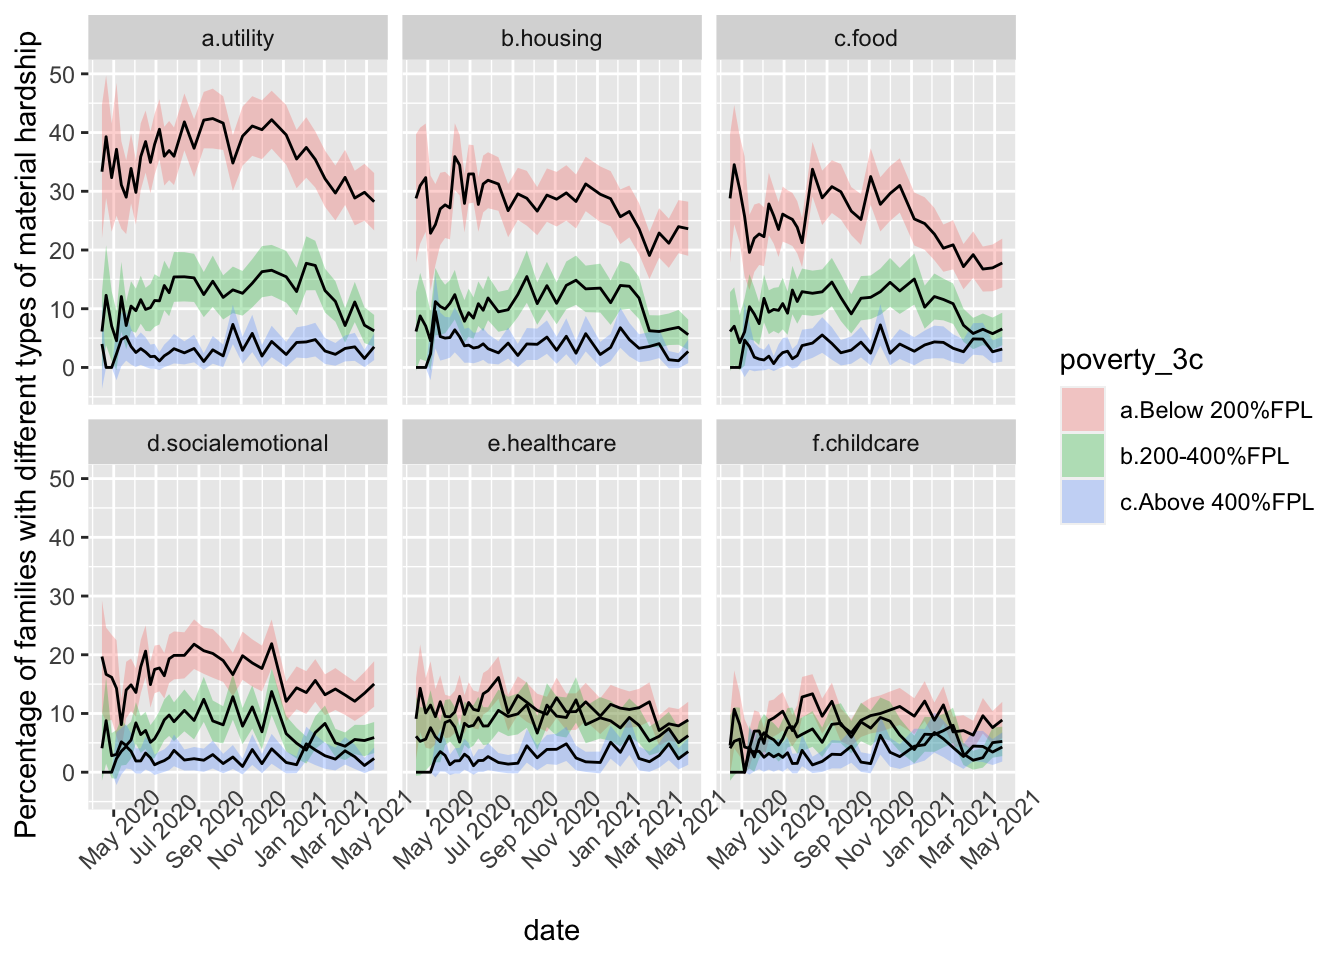 Percentage of families with different types of material hardship
a.utility
b.housing
c.food
50
40
30
20
10
0
d.socialemotional
e.healthcare
f.childcare
50
40
30
20
10
0
May 2020
Jul 2020
Sep 2020
Nov 2020
Jan 2021
Mar 2021
May 2021
May 2020
Jul 2020
Sep 2020
Nov 2020
Jan 2021
Mar 2021
May 2021
May 2020
Jul 2020
Sep 2020
Nov 2020
Jan 2021
Mar 2021
May 2021
date
poverty_3c
a.Below 200%FPL
b.200-400%FPL
c.Above 400%FPL